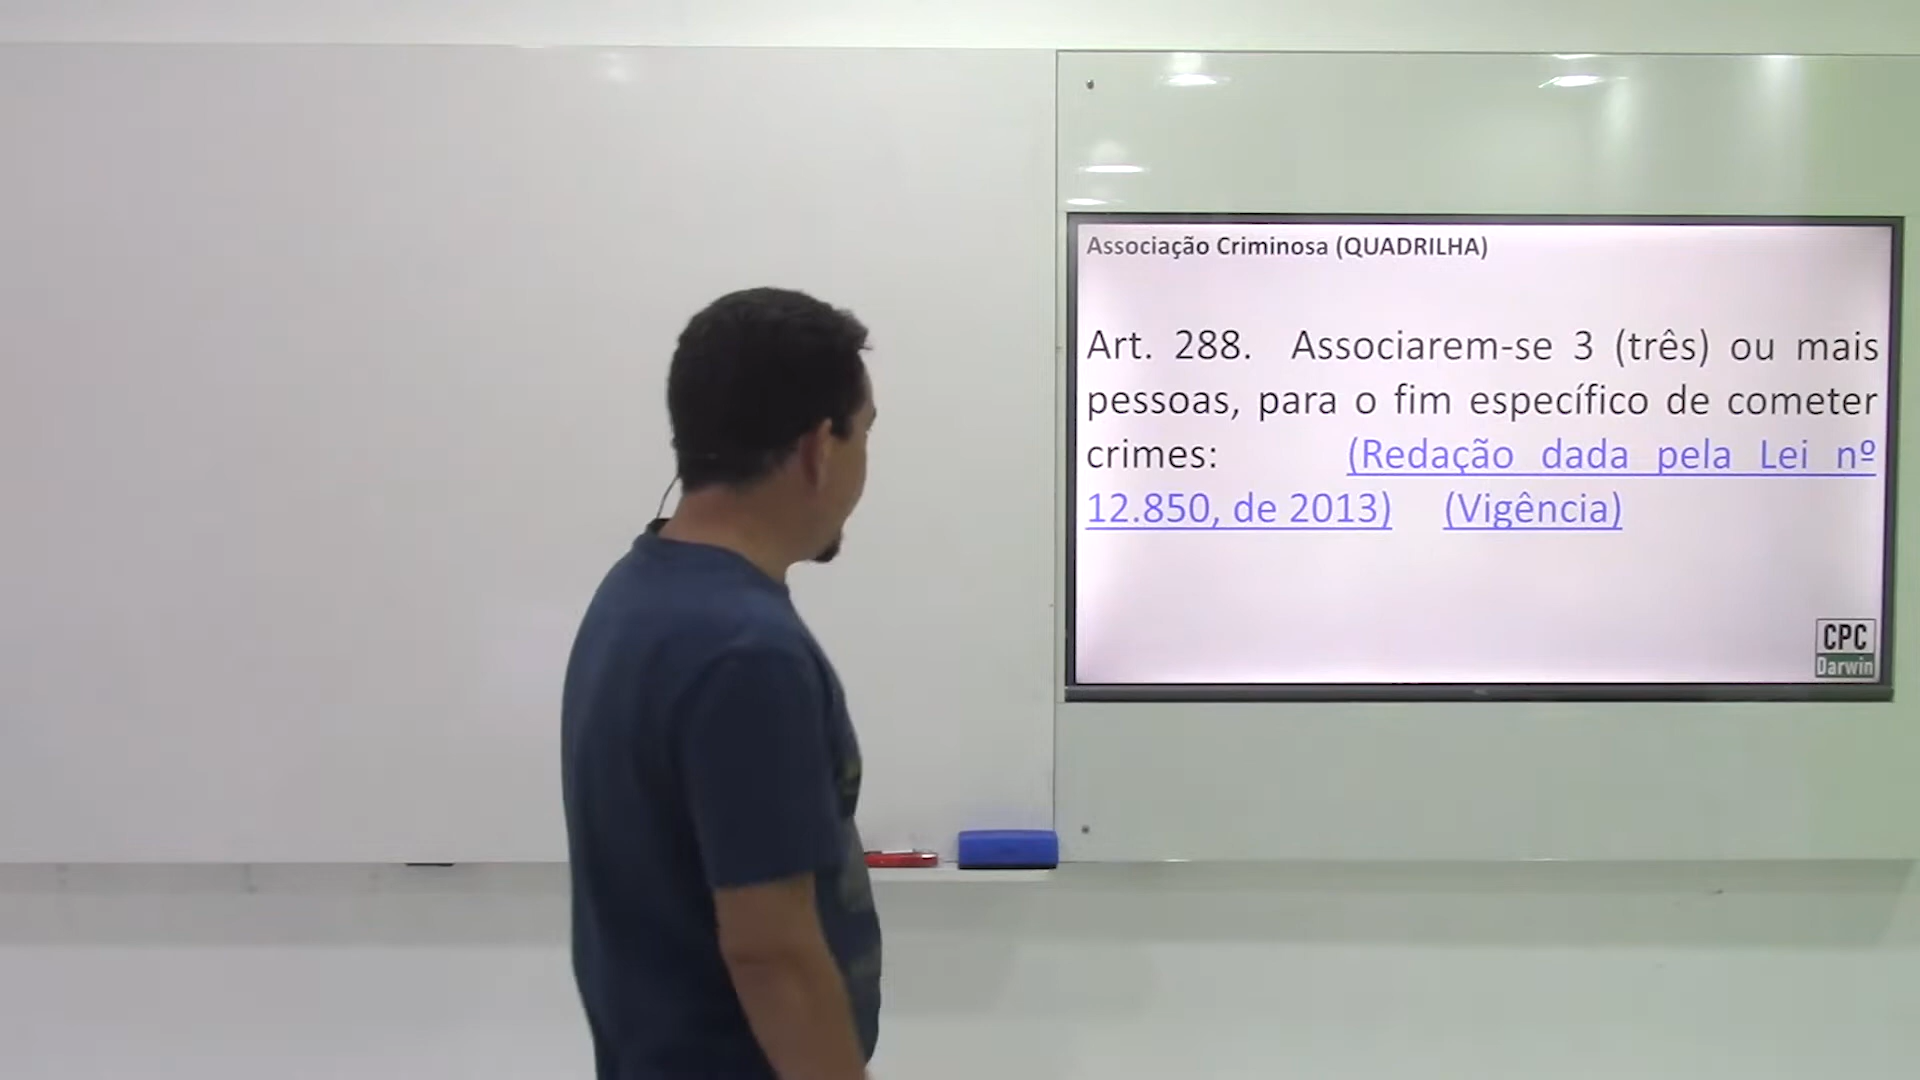 Associação Criminosa (QUADRILHA)
Art. 288. Associarem-se 3 (três) ou mais
pessoas, para o fim específico de cometer
crimes: (Redação dada pela Lei nº
12.850, de 2013) (Vigência)
CPC
Darwin